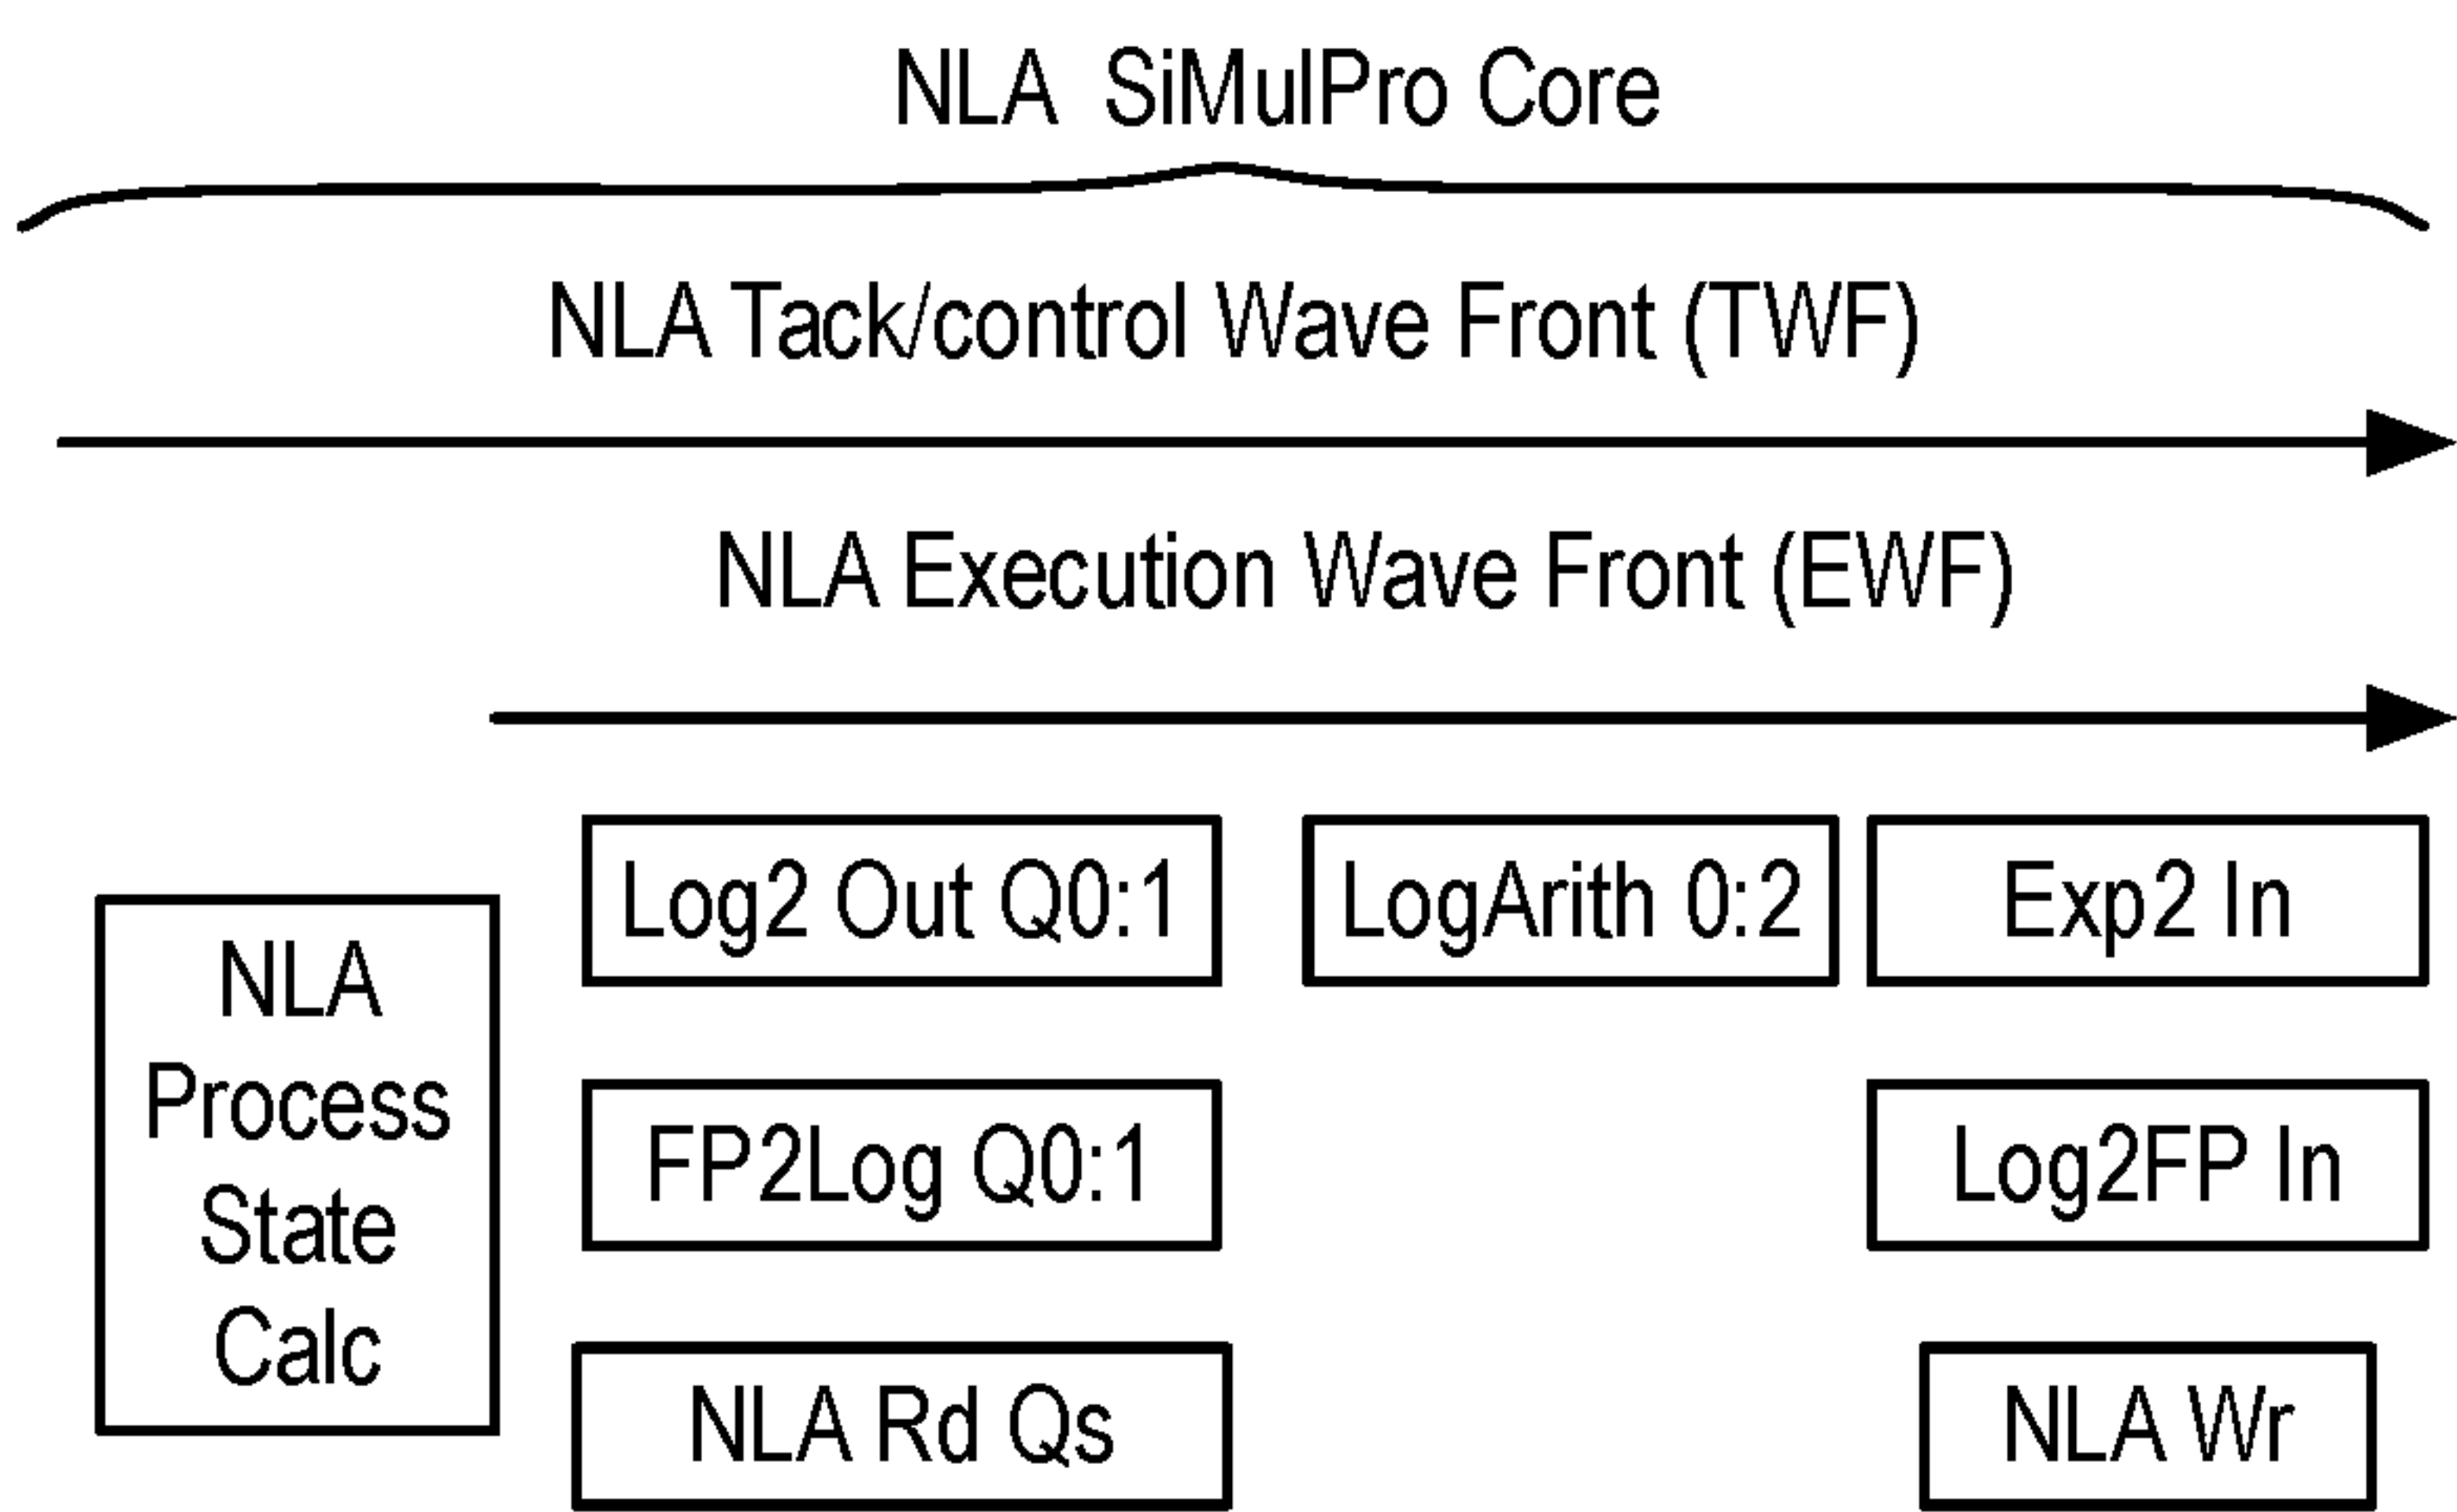 NLA SiMulPro Core
NLA Tack/control Wave Front (TWF)
NLA Execution Wave Front (EWF)
NLA
Process
State
Calc
Log2 Out Q0:1
LogArith 0:2
Exp2 In
FP2Log Q0:1
Log2FP In
NLA Rd Qs
NLA Wr